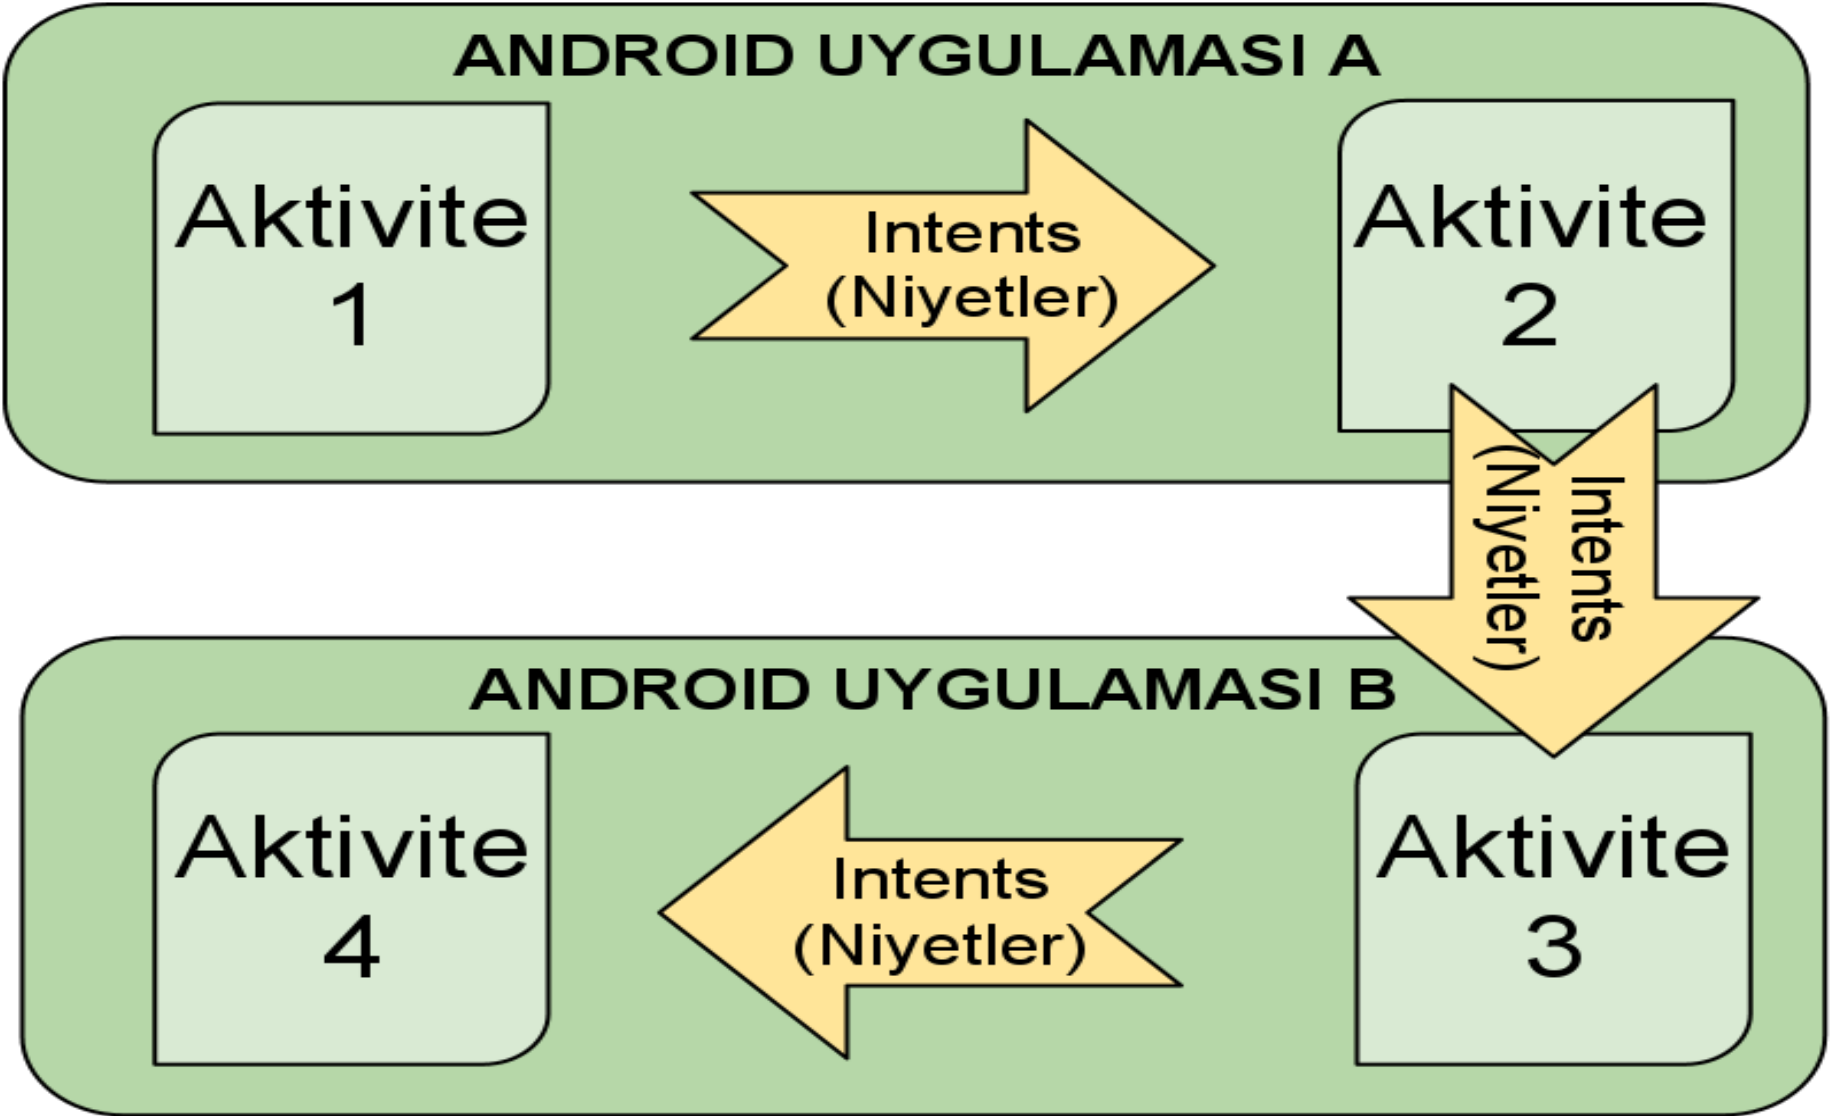 ANDROID UYGULAMASI A
Aktivite
1
Intents
(Niyetler)
Aktivite
2
Intents
(Niyetler)
ANDROID UYGULAMASI B
Aktivite
4
Intents
(Niyetler)
Aktivite
3